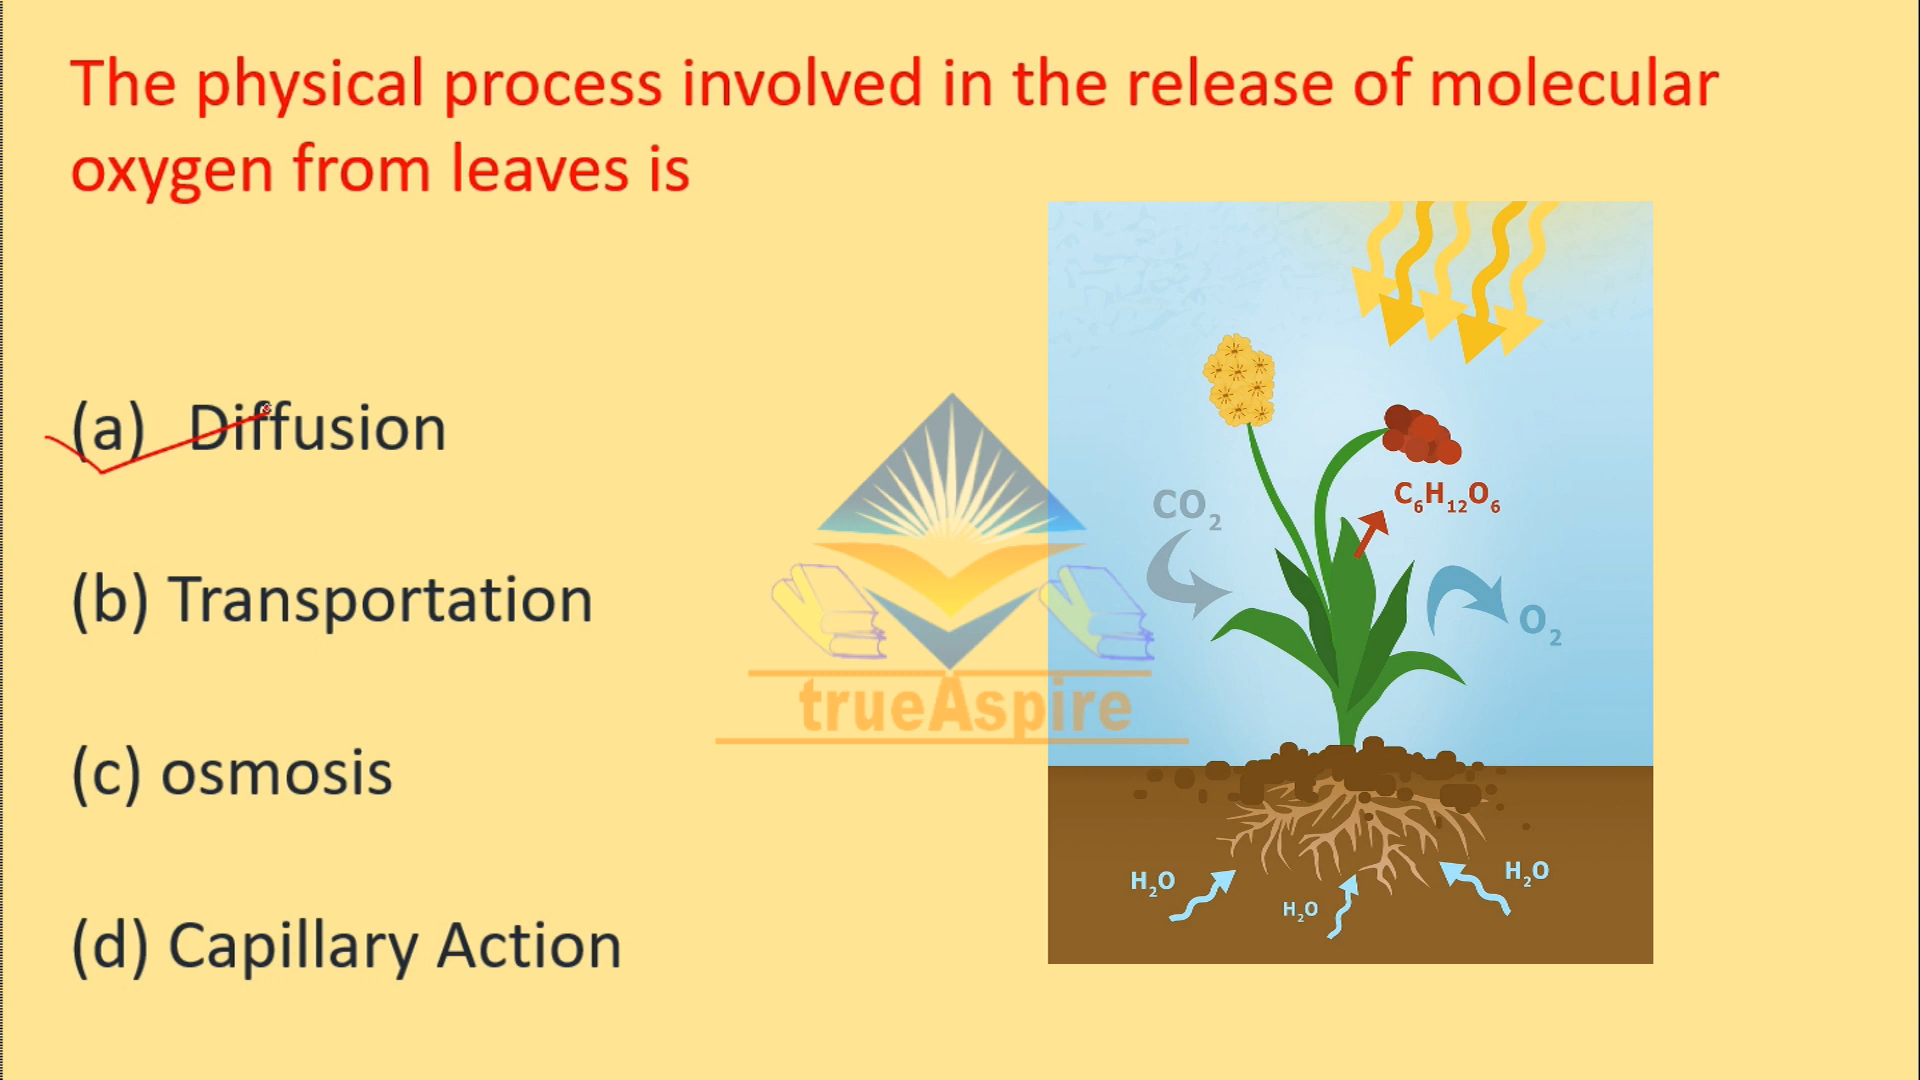 The physical process involved in the release of molecular
oxygen from leaves is
(a) Diffusion
(b) Transportation
(c) osmosis
(d) Capillary Action
trueAspire
CO2
C6H12O6
O2
H2O
H2O
H2O